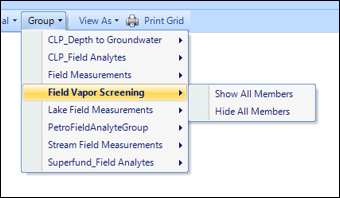 al Group View As Print Grid
CLP_Depth to Groundwater
CLP_Field Analytes
Field Measurements
Field Vapor Screening Show All Members
Lake Field Measurements Hide All Members
PetroFieldAnalyteGroup
Stream Field Measurements
Superfund_Field Analytes